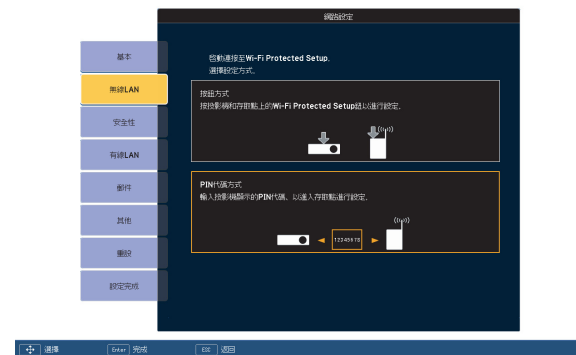 網路設定
基本
無線LAN
安全性
有線LAN
郵件
其他
重設
設定完成
啓動連接至Wi-Fi Protected Setup.
選擇設定方式。
按鈕方式
按投影機和存取點上的Wi-Fi Protected Setup鈕以進行設定.
PIN代碼方式
輸入投影機顯示的PIN代碼、以進入存取點進行設定.
12345678
選擇
Enter 完成
ESC 返回